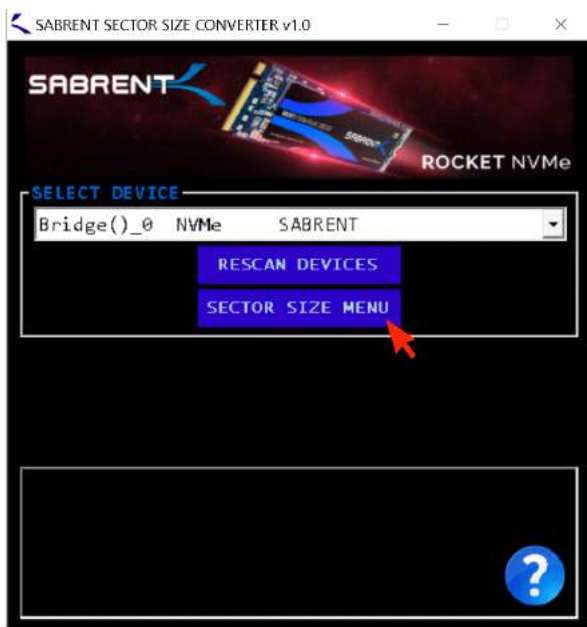 SABRENT SECTOR SIZE CONVERTER v1.0
SABRENT
SABRENT
ROCKET NVMe
SELECT DEVICE
Bridge()_0 NVMe SABRENT
RESCAN DEVICES
SECTOR SIZE MENU
?